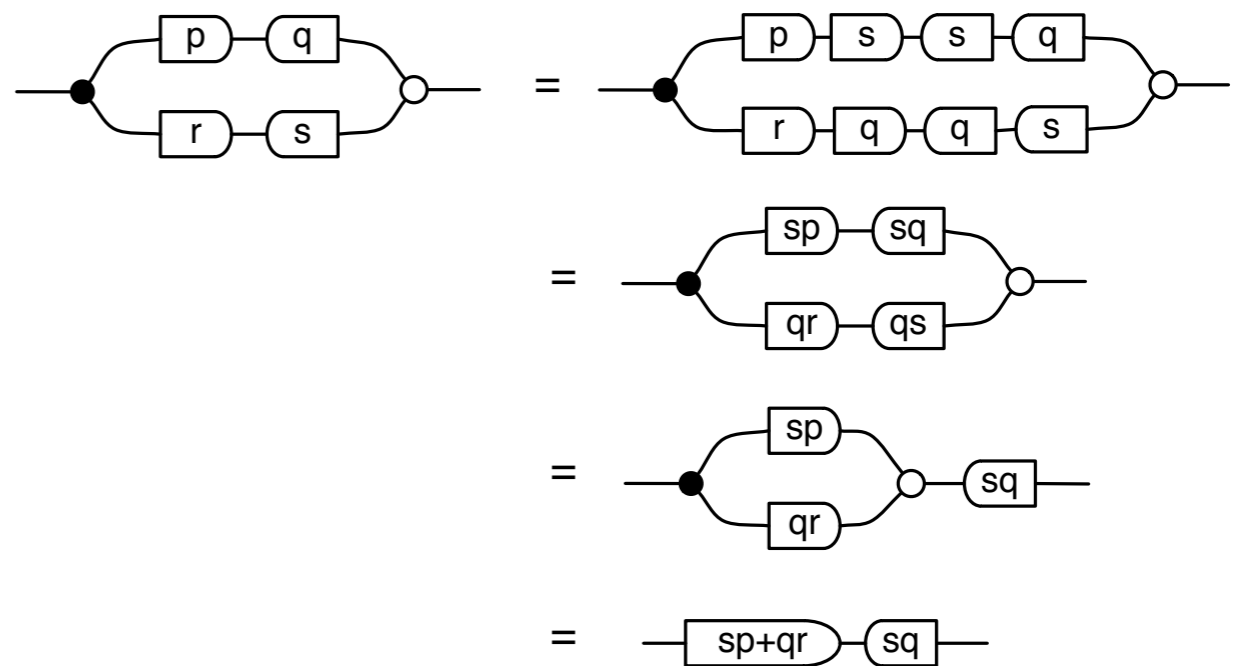 p q = p s s q
r s r q q s
= sp sq
qr qs
= sp
sq
qr
= sp+qr sq